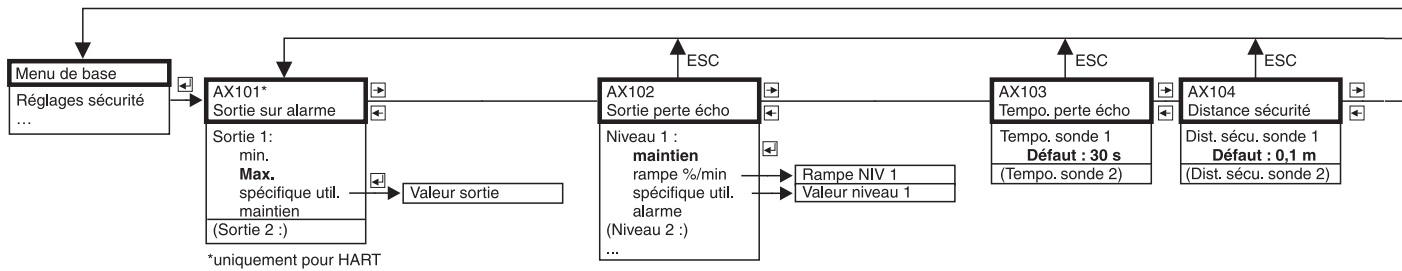 ESC
ESC
ESC
Menu de base
Réglages sécurité
...
AX101*
Sortie sur alarme
Sortie 1:
min.
Max.
spécifique util.
maintien
(Sortie 2 :)
*uniquement pour HART
Valeur sortie
AX102
Sortie perte écho
Niveau 1 :
maintien
rampe %/min
spécifique util.
alarme
(Niveau 2 :)
...
Rampe NIV 1
Valeur niveau 1
AX103
Tempo. perte écho
Tempo. sonde 1
Défaut : 30 s
(Tempo. sonde 2)
AX104
Distance sécurité
Dist. sécu. sonde 1
Défaut : 0,1 m
(Dist. sécu. sonde 2)